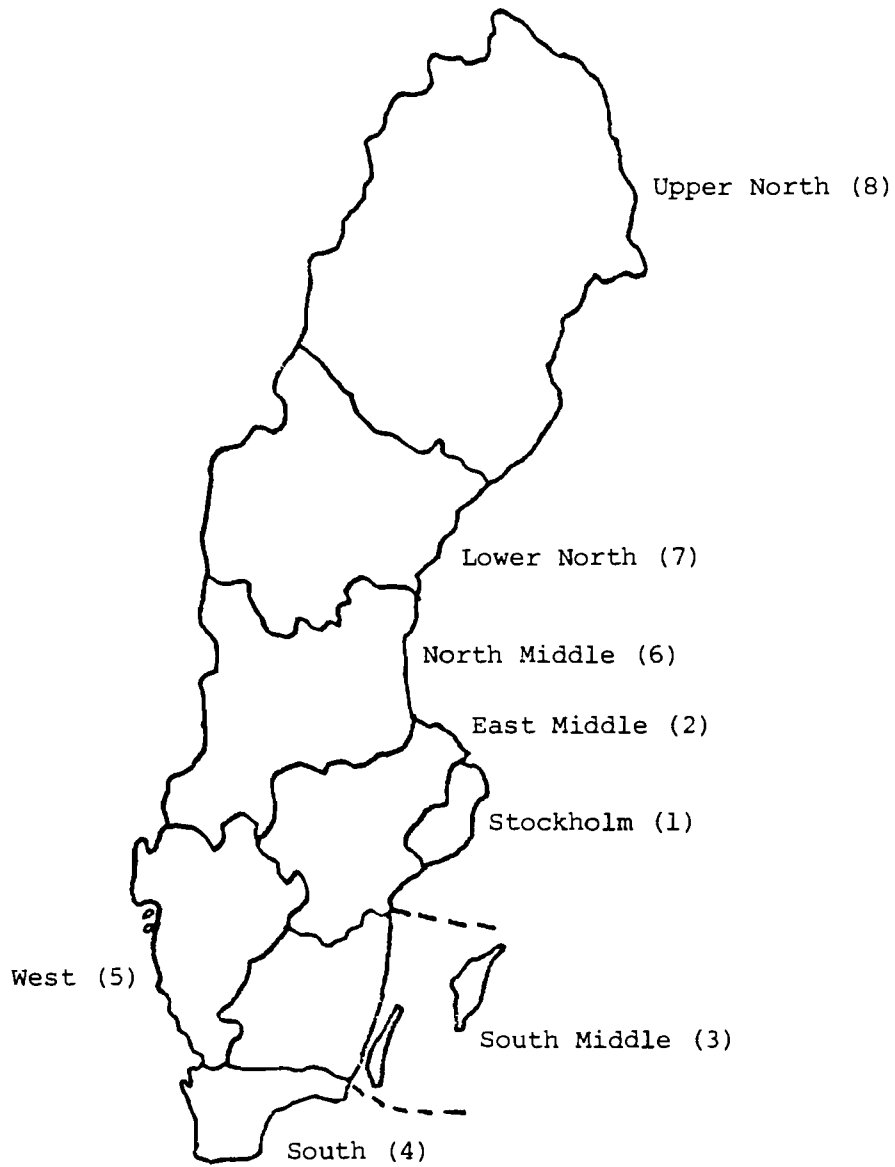 Upper North (8)
Lower North (7)
North Middle (6)
East Middle (2)
Stockholm (1)
West (5)
South Middle (3)
South (4)